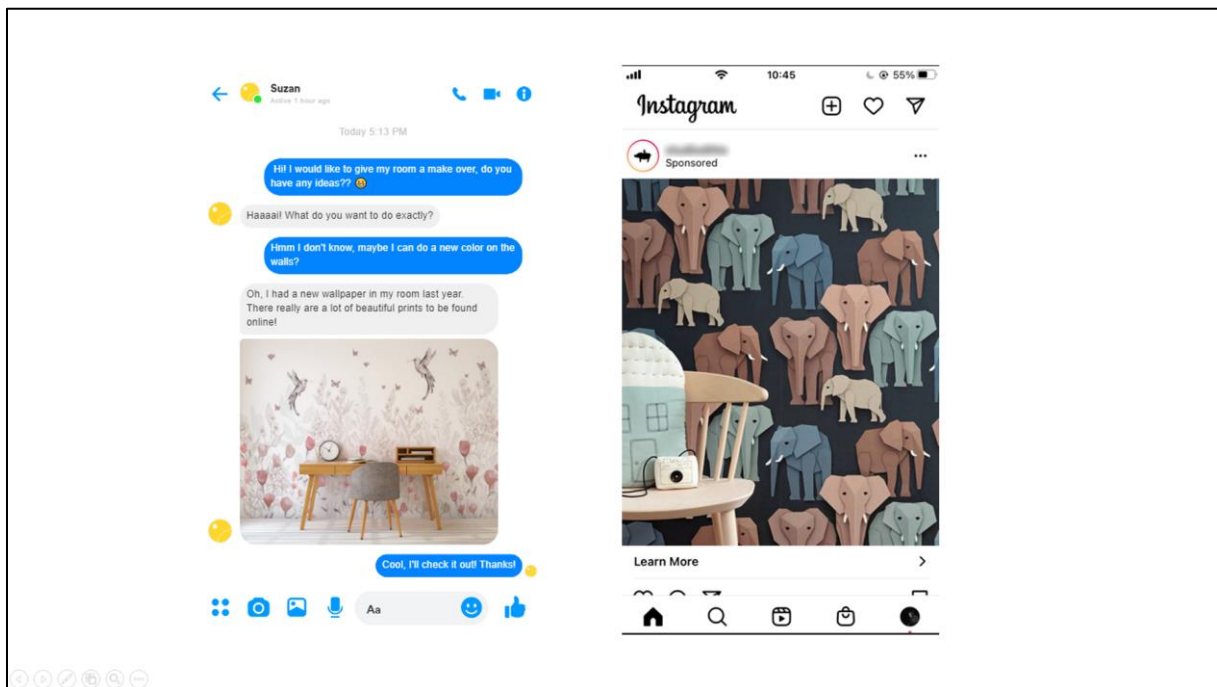 Suzan
Active 1 hour ago
Today 5:13 PM
Hi! I would like to give my room a make over, do you
have any ideas??
Haaaai! What do you want to do exactly?
Hmm I don't know, maybe I can do a new color on the
walls?
Oh, I had a new wallpaper in my room last year.
There really are a lot of beautiful prints to be found
online!
Cool, I'll check it out! Thanks!
Aa
10:45
55%
Instagram
Sponsored
Learn More